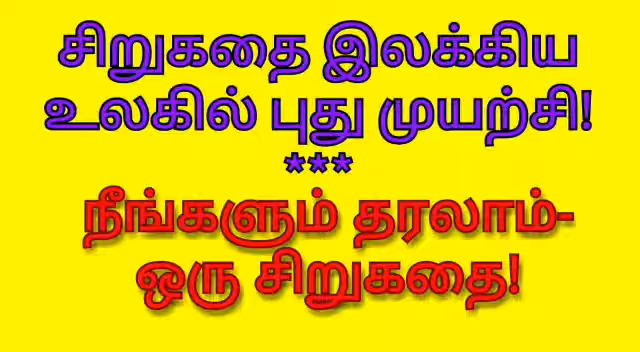 சிறுகதை இலக்கிய
உலகில் புது முயற்சி!
***
நீங்களும் தரலாம்-
ஒரு சிறுகதை!